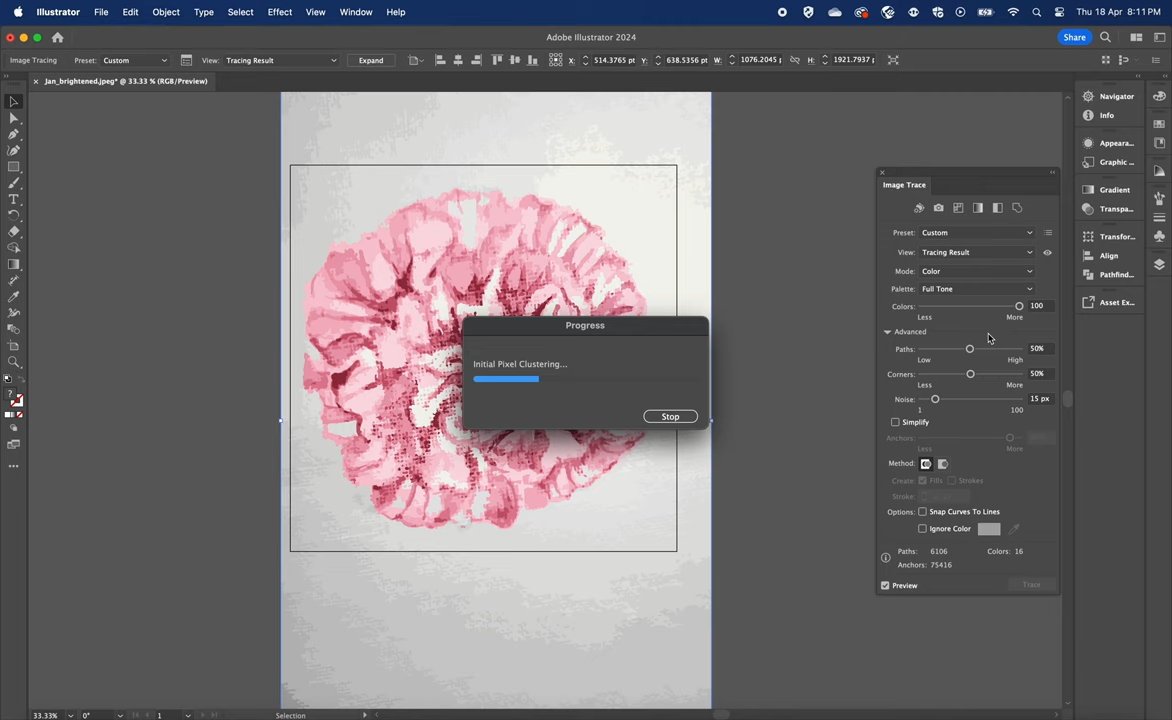 Illustrator File Edit Object Type Select Effect View Window Help Thu 18 Apr 8:11 PM
Adobe Illustrator 2024 Share
Image Tracing Preset: Custom View: Tracing Result Expand X: 514.3765 pt Y: 638.5356 pt W: 1076.2045 p H: 1921.7937 p
× Jan_brightened.jpeg* @ 33.33 % (RGB/Preview)
Navigator
Info
Appeara...
Graphic ...
Gradient
Transpa...
Transfor...
Align
Pathfind...
Asset Ex...
Image Trace
Preset: Custom
View: Tracing Result
Mode: Color
Palette: Full Tone
Colors: 100
Less More
Advanced
Paths: 50%
Low High
Corners: 50%
Less More
Noise: 15 px
1 100
Simplify
Anchors:
Less More
Method:
Create: Fills Strokes
Stroke:
Options: Snap Curves To Lines
Ignore Color
Paths: 6106 Colors: 16
Anchors: 75416
Preview Trace
Progress
Initial Pixel Clustering...
Stop
?
33.33% 0° 1 Selection